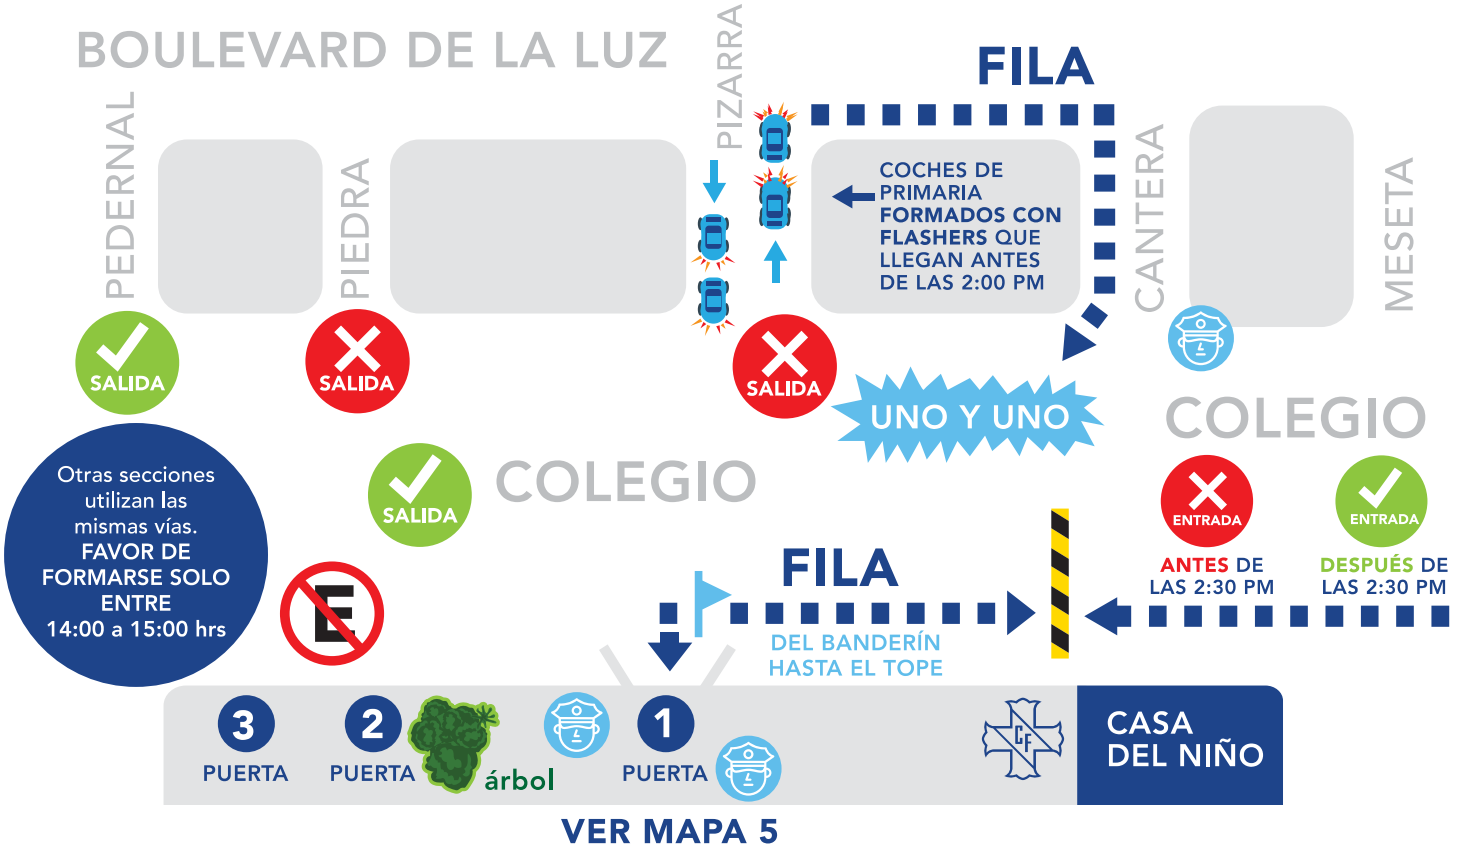 BOULEVARD DE LA LUZ
PIZARRA
FILA
PEDERNAL
PIEDRA
COCHES DE
PRIMARIA
FORMADOS CON
FLASHERS QUE
LLEGAN ANTES
DE LAS 2:00 PM
CANTERA
MESETA
SALIDA
SALIDA
SALIDA
UNO Y UNO
COLEGIO
Otras secciones
utilizan las
mismas vías.
FAVOR DE
FORMARSE SOLO
ENTRE
14:00 a 15:00 hrs
SALIDA
COLEGIO
ENTRADA
ANTES DE
LAS 2:30 PM
ENTRADA
DESPUÉS DE
LAS 2:30 PM
E
FILA
DEL BANDERÍN
HASTA EL TOPE
3
PUERTA
2
PUERTA
árbol
1
PUERTA
CF
CASA
DEL NIÑO
VER MAPA 5